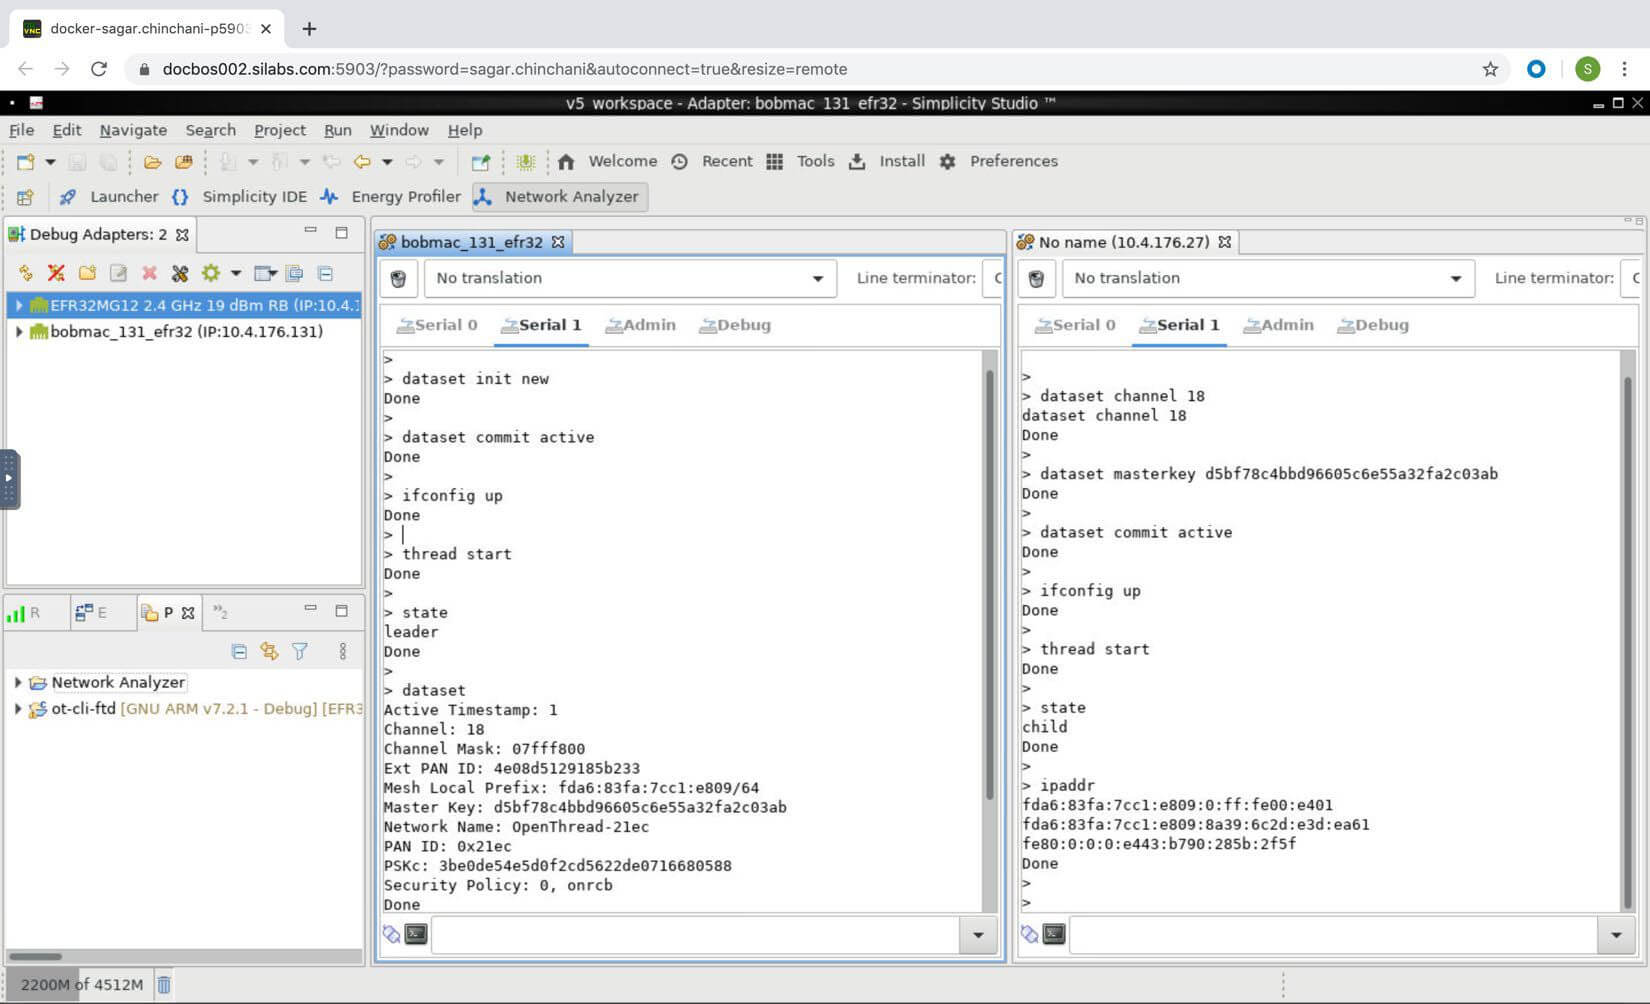 docker-sagar.chinchani-p5903
docbos002.silabs.com:5903/?password=sagar.chinchani&autoconnect=true&resize=remote
S
v5_workspace - Adapter: bobmac_131_efr32 - Simplicity Studio ™
File Edit Navigate Search Project Run Window Help
Welcome Recent Tools Install Preferences
Launcher Simplicity IDE Energy Profiler Network Analyzer
Debug Adapters: 2
EFR32MG12 2.4 GHz 19 dBm RB (IP:10.4.1
bobmac_131_efr32 (IP:10.4.176.131)
R E P »2
Network Analyzer
ot-cli-ftd [GNU ARM v7.2.1 - Debug] [EFR3
2200M of 4512M
bobmac_131_efr32
No translation Line terminator: C
Serial 0 Serial 1 Admin Debug
>
> dataset init new
Done
>
> dataset commit active
Done
>
> ifconfig up
Done
>
> thread start
Done
>
> state
leader
Done
>
> dataset
Active Timestamp: 1
Channel: 18
Channel Mask: 07fff800
Ext PAN ID: 4e08d5129185b233
Mesh Local Prefix: fda6:83fa:7cc1:e809/64
Master Key: d5bf78c4bbd96605c6e55a32fa2c03ab
Network Name: OpenThread-21ec
PAN ID: 0x21ec
PSKc: 3be0de54e5d0f2cd5622de0716680588
Security Policy: 0, onrcb
Done
No name (10.4.176.27)
No translation Line terminator: C
Serial 0 Serial 1 Admin Debug
>
> dataset channel 18
dataset channel 18
Done
>
> dataset masterkey d5bf78c4bbd96605c6e55a32fa2c03ab
Done
>
> dataset commit active
Done
>
> ifconfig up
Done
>
> thread start
Done
>
> state
child
Done
>
> ipaddr
fda6:83fa:7cc1:e809:0:ff:fe00:e401
fda6:83fa:7cc1:e809:8a39:6c2d:e3d:ea61
fe80:0:0:0:e443:b790:285b:2f5f
Done
>
>